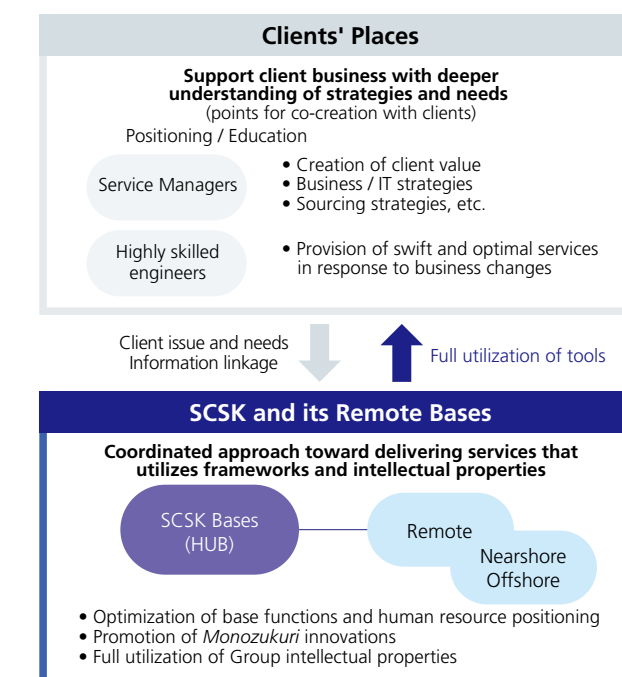 Clients' Places
Support client business with deeper
understanding of strategies and needs
(points for co-creation with clients)
Positioning / Education
Service Managers
• Creation of client value
• Business / IT strategies
• Sourcing strategies, etc.
Highly skilled
engineers
• Provision of swift and optimal services
in response to business changes
Client issue and needs
Information linkage
Full utilization of tools
SCSK and its Remote Bases
Coordinated approach toward delivering services that
utilizes frameworks and intellectual properties
SCSK Bases
(HUB)
Remote
Nearshore
Offshore
• Optimization of base functions and human resource positioning
• Promotion of Monozukuri innovations
• Full utilization of Group intellectual properties